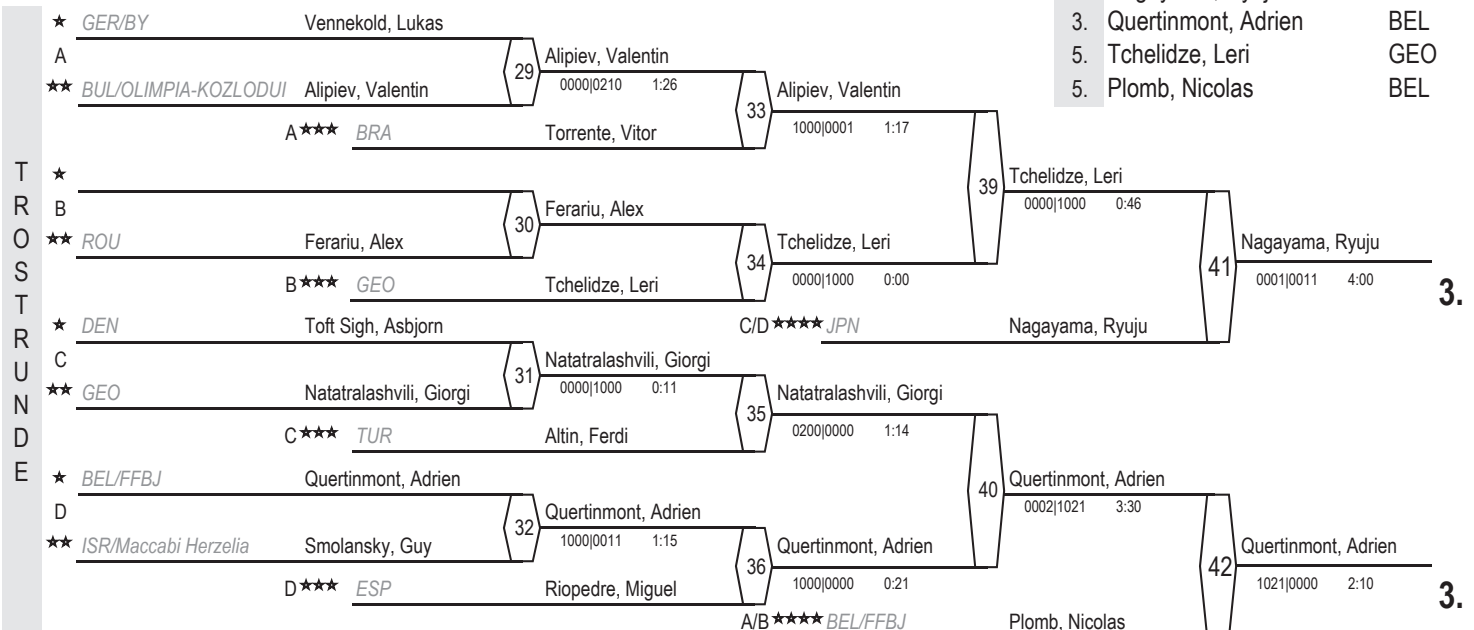 ★ GER/BY Vennekold, Lukas
3. Quertinmont, Adrien BEL
A
29 Alipiev, Valentin
5. Tchelidze, Leri GEO
★★ BUL/OLIMPIA-KOZLODUI Alipiev, Valentin
0000|0210 1:26
Alipiev, Valentin
5. Plomb, Nicolas BEL
33
1000|0001 1:17
A★★★ BRA Torrente, Vitor
TROSTRUNDE
★
39 Tchelidze, Leri
0000|1000 0:46
B
30 Ferariu, Alex
★★ ROU Ferariu, Alex
Tchelidze, Leri
Nagayama, Ryuju
34
0000|1000 0:00
41
0001|0011 4:00
3.
B★★★ GEO Tchelidze, Leri
★ DEN Toft Sigh, Asbjorn
C/D★★★★ JPN Nagayama, Ryuju
C
31 Natatralashvili, Giorgi
0000|1000 0:11
★★ GEO Natatralashvili, Giorgi
Natatralashvili, Giorgi
35
0200|0000 1:14
C★★★ TUR Altin, Ferdi
★ BEL/FFBJ Quertinmont, Adrien
40 Quertinmont, Adrien
0002|1021 3:30
D
32 Quertinmont, Adrien
1000|0011 1:15
★★ ISR/Maccabi Herzelia Smolansky, Guy
Quertinmont, Adrien
Quertinmont, Adrien
36
1000|0000 0:21
42
1021|0000 2:10
3.
D★★★ ESP Riopedre, Miguel
A/B★★★★ BEL/FFBJ Plomb, Nicolas